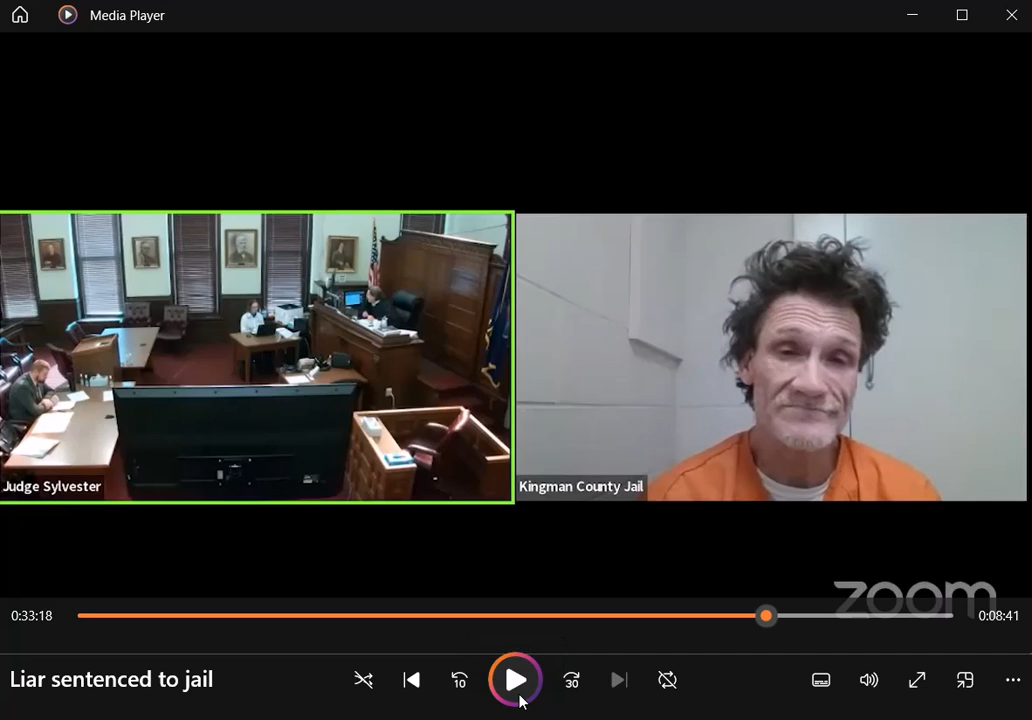 Media Player
Judge Sylvester
Kingman County Jail
zoom
0:33:18
0:08:41
Liar sentenced to jail
10
30